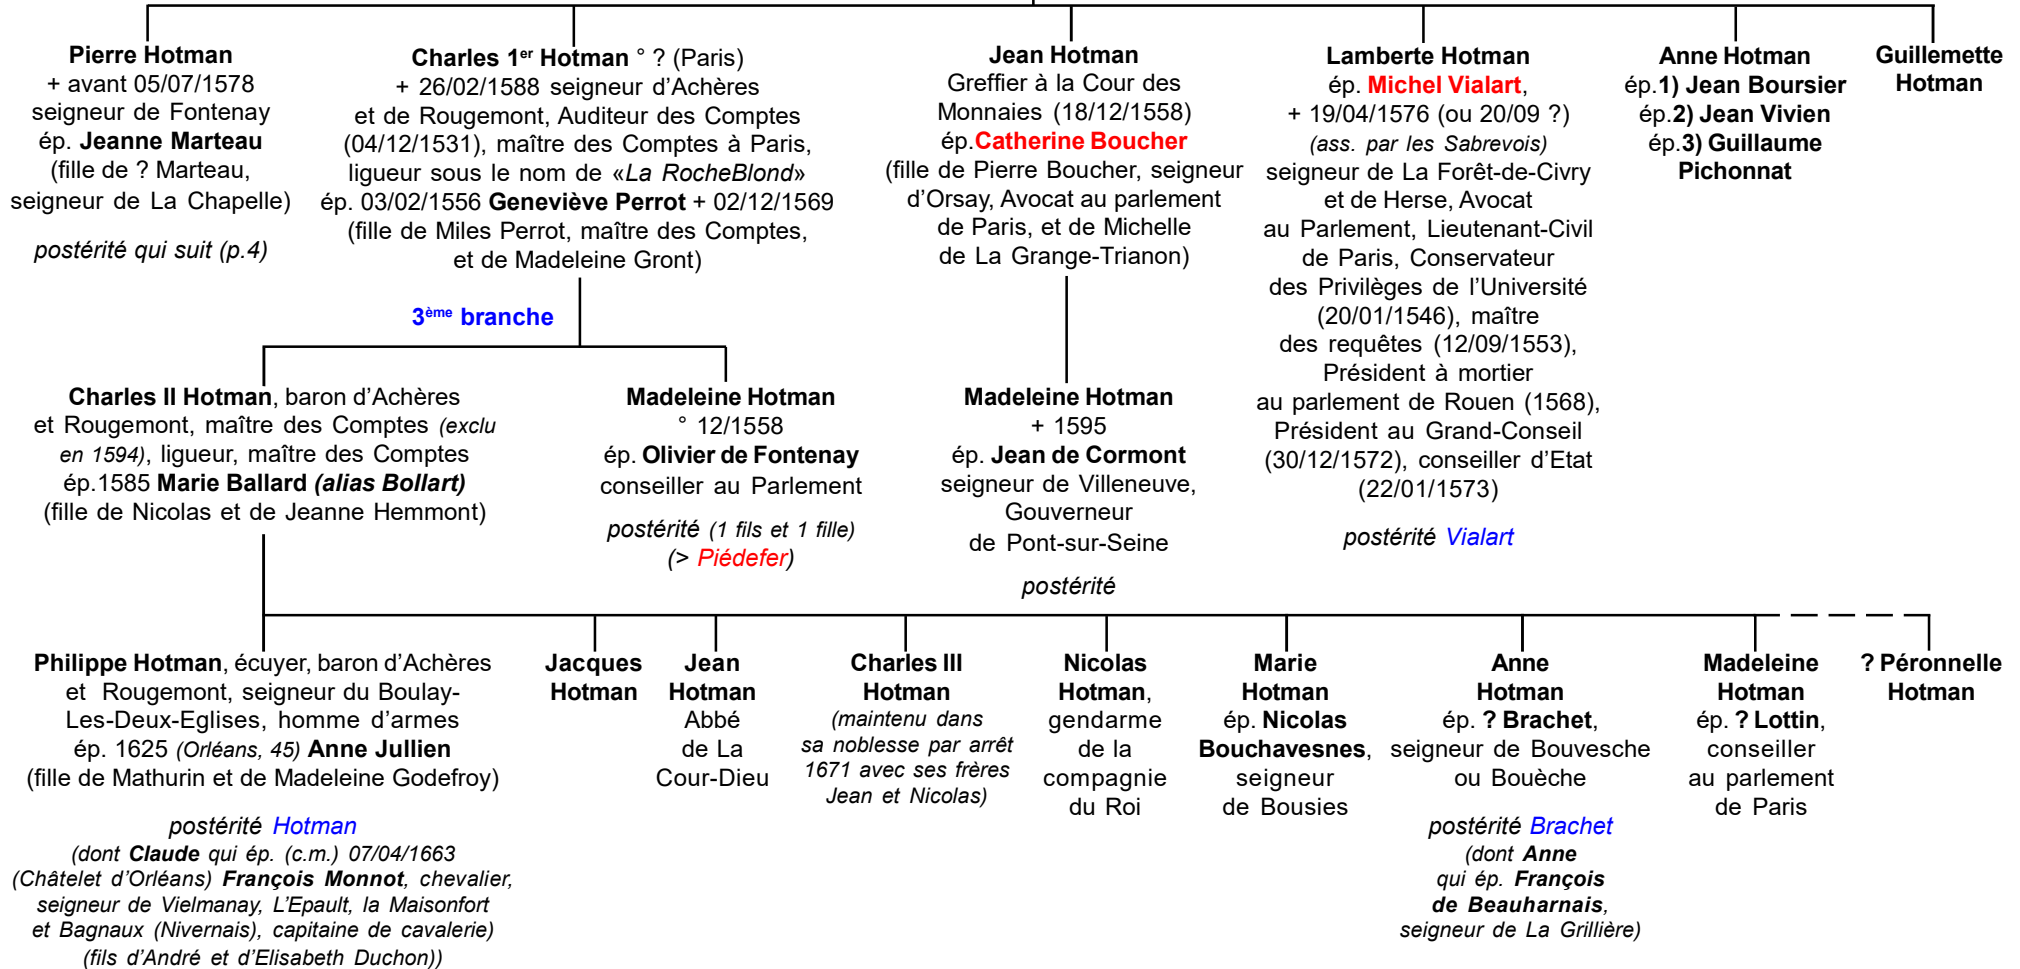 Pierre Hotman
+ avant 05/07/1578
seigneur de Fontenay
ép. Jeanne Marteau
(fille de ? Marteau,
seigneur de La Chapelle)
postérité qui suit (p.4)
Charles 1er Hotman ° ? (Paris)
+ 26/02/1588 seigneur d'Achères
et de Rougemont, Auditeur des Comptes
(04/12/1531), maître des Comptes à Paris,
ligueur sous le nom de «La RocheBlond»
ép. 03/02/1556 Geneviève Perrot + 02/12/1569
(fille de Miles Perrot, maître des Comptes,
et de Madeleine Gront)
Jean Hotman
Greffier à la Cour des
Monnaies (18/12/1558)
ép.Catherine Boucher
(fille de Pierre Boucher, seigneur
d'Orsay, Avocat au parlement
de Paris, et de Michelle
de La Grange-Trianon)
Lamberte Hotman
ép. Michel Vialart,
+ 19/04/1576 (ou 20/09 ?)
(ass. par les Sabrevois)
seigneur de La Forêt-de-Civry
et de Herse, Avocat
au Parlement, Lieutenant-Civil
de Paris, Conservateur
des Privilèges de l'Université
(20/01/1546), maître
des requêtes (12/09/1553),
Président à mortier
au parlement de Rouen (1568),
Président au Grand-Conseil
(30/12/1572), conseiller d'Etat
(22/01/1573)
postérité Vialart
Anne Hotman
ép.1) Jean Boursier
ép.2) Jean Vivien
ép.3) Guillaume
Pichonnat
Guillemette
Hotman
3ème branche
Charles II Hotman, baron d'Achères
et Rougemont, maître des Comptes (exclu
en 1594), ligueur, maître des Comptes
ép.1585 Marie Ballard (alias Bollart)
(fille de Nicolas et de Jeanne Hemmont)
Madeleine Hotman
° 12/1558
ép. Olivier de Fontenay
conseiller au Parlement
postérité (1 fils et 1 fille)
(> Piédefer)
Madeleine Hotman
+ 1595
ép. Jean de Cormont
seigneur de Villeneuve,
Gouverneur
de Pont-sur-Seine
postérité
Philippe Hotman, écuyer, baron d'Achères
et Rougemont, seigneur du Boulay-
Les-Deux-Eglises, homme d'armes
ép. 1625 (Orléans, 45) Anne Jullien
(fille de Mathurin et de Madeleine Godefroy)
postérité Hotman
(dont Claude qui ép. (c.m.) 07/04/1663
(Châtelet d'Orléans) François Monnot, chevalier,
seigneur de Vielmanay, L'Epault, la Maisonfort
et Bagnaux (Nivernais), capitaine de cavalerie)
(fils d'André et d'Elisabeth Duchon))
Jacques
Hotman
Jean
Hotman
Abbé
de La
Cour-Dieu
Charles III
Hotman
(maintenu dans
sa noblesse par arrêt
1671 avec ses frères
Jean et Nicolas)
Nicolas
Hotman,
gendarme
de la
compagnie
du Roi
Marie
Hotman
ép. Nicolas
Bouchavesnes,
seigneur
de Bousies
Anne
Hotman
ép. ? Brachet,
seigneur de Bouvesche
ou Bouèche
postérité Brachet
(dont Anne
qui ép. François
de Beauharnais,
seigneur de La Grillière)
Madeleine
Hotman
ép. ? Lottin,
conseiller
au parlement
de Paris
? Péronnelle
Hotman